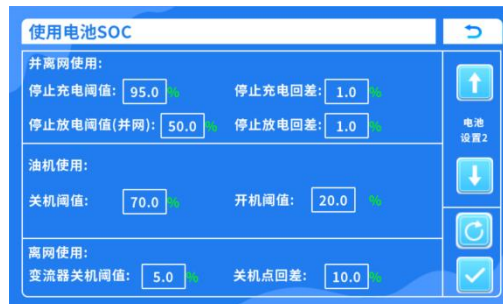 使用电池SOC
并离网使用:
停止充电阈值: 95.0 % 停止充电回差: 1.0 %
停止放电阈值(并网): 50.0 % 停止放电回差: 1.0 %
电池
设置2
油机使用:
关机阈值: 70.0 % 开机阈值: 20.0 %
离网使用:
变流器关机阈值: 5.0 % 关机点回差: 10.0 %